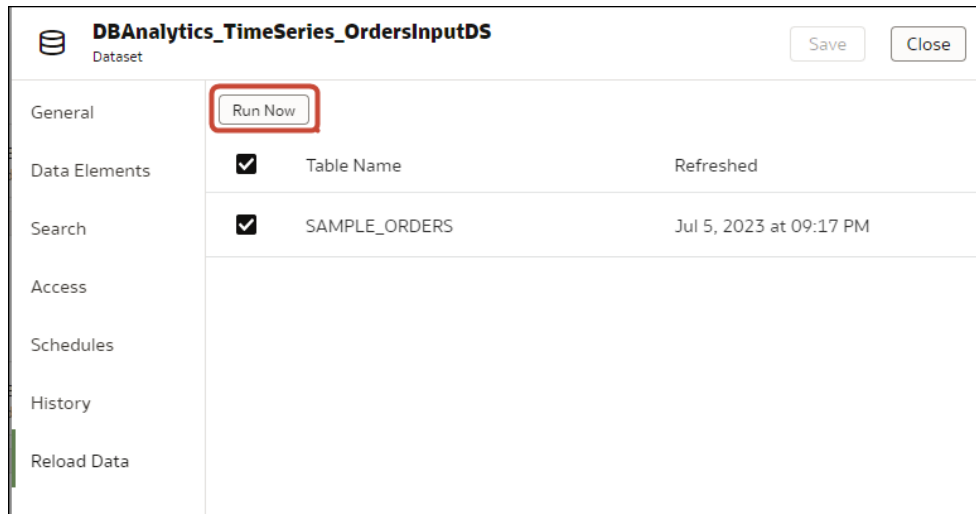 DBAnalytics_TimeSeries_OrdersInputDS
Dataset
Save
Close
General
Data Elements
Search
Access
Schedules
History
Reload Data
Run Now
Table Name Refreshed
SAMPLE_ORDERS Jul 5, 2023 at 09:17 PM